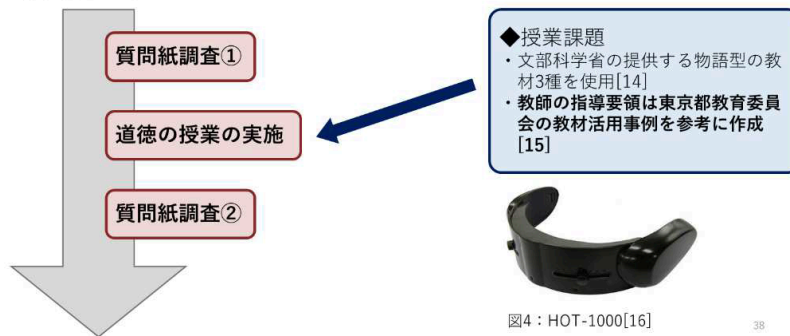 質問紙調査①
道徳の授業の実施
質問紙調査②
◆授業課題
・文部科学省の提供する物語型の教
材3種を使用[14]
・教師の指導要領は東京都教育委員
会の教材活用事例を参考に作成
[15]
図4：HOT-1000[16]
38